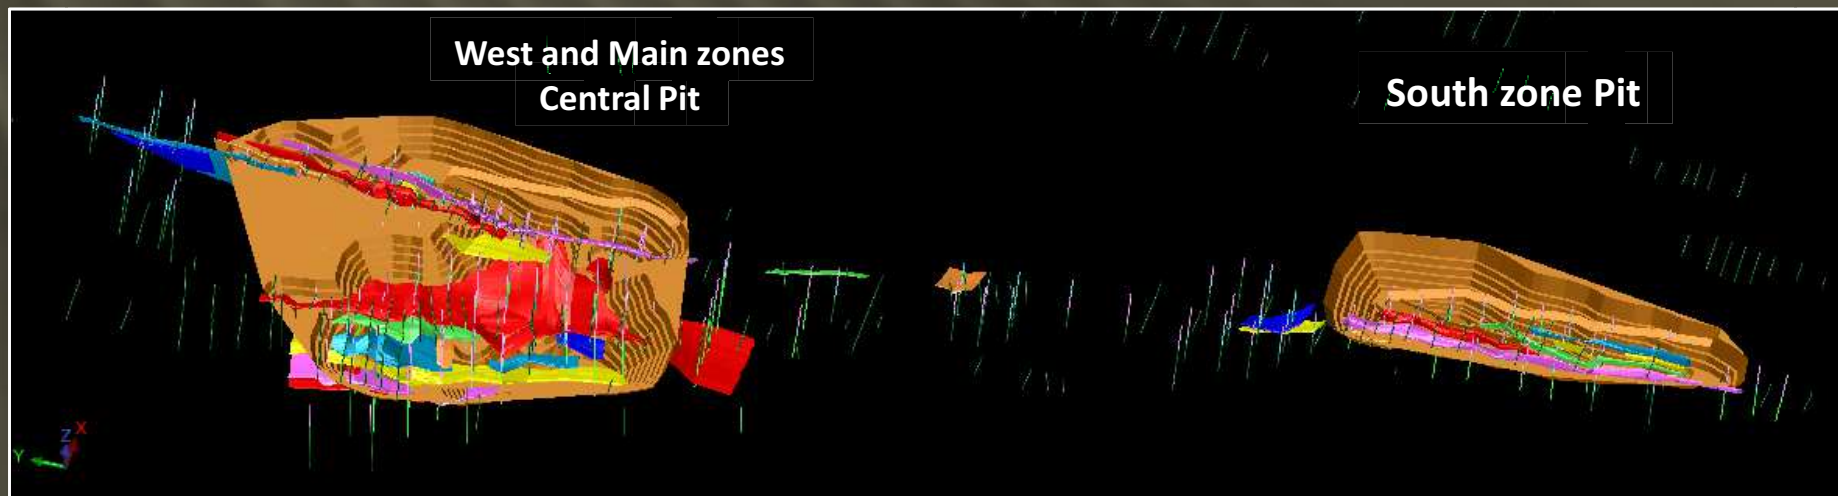 West and Main zones
Central Pit
South zone Pit
Z
X
Y